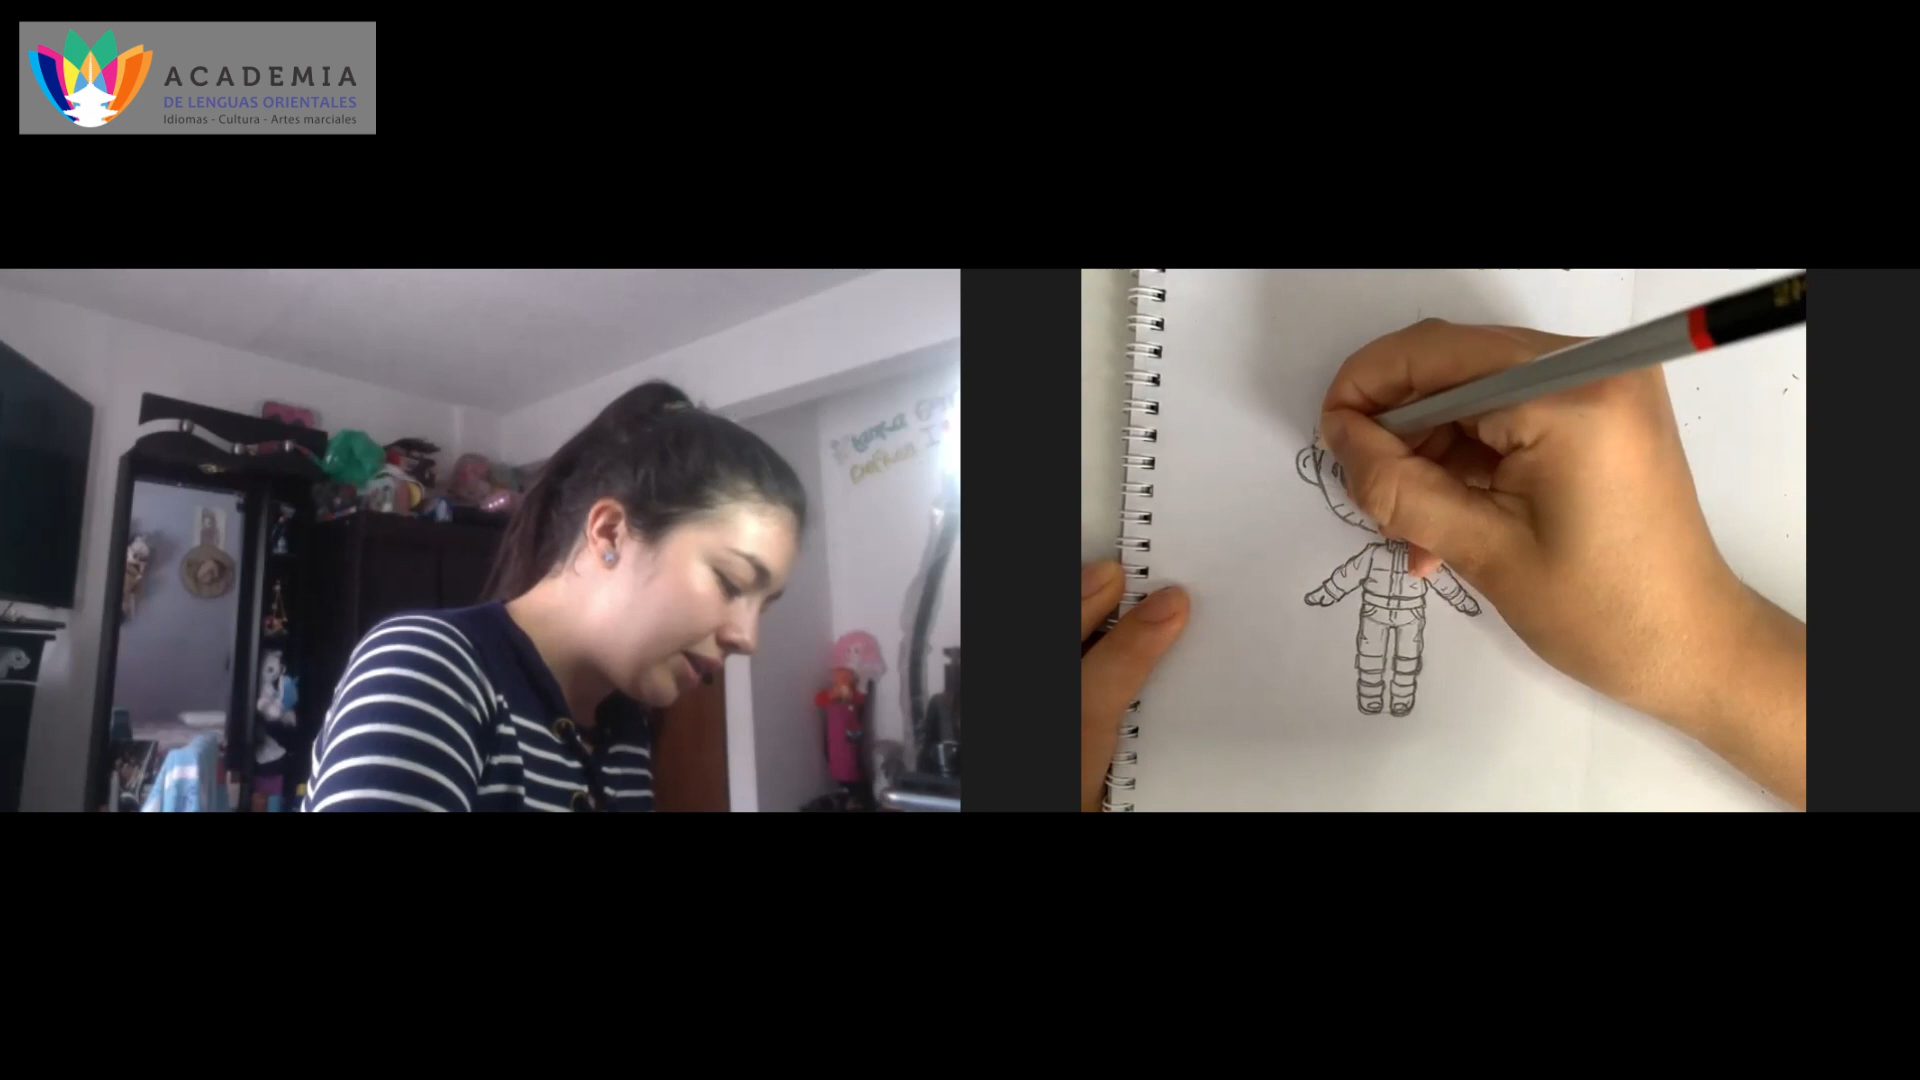 ACADEMIA
DE LENGUAS ORIENTALES
Idiomas - Cultura - Artes marciales